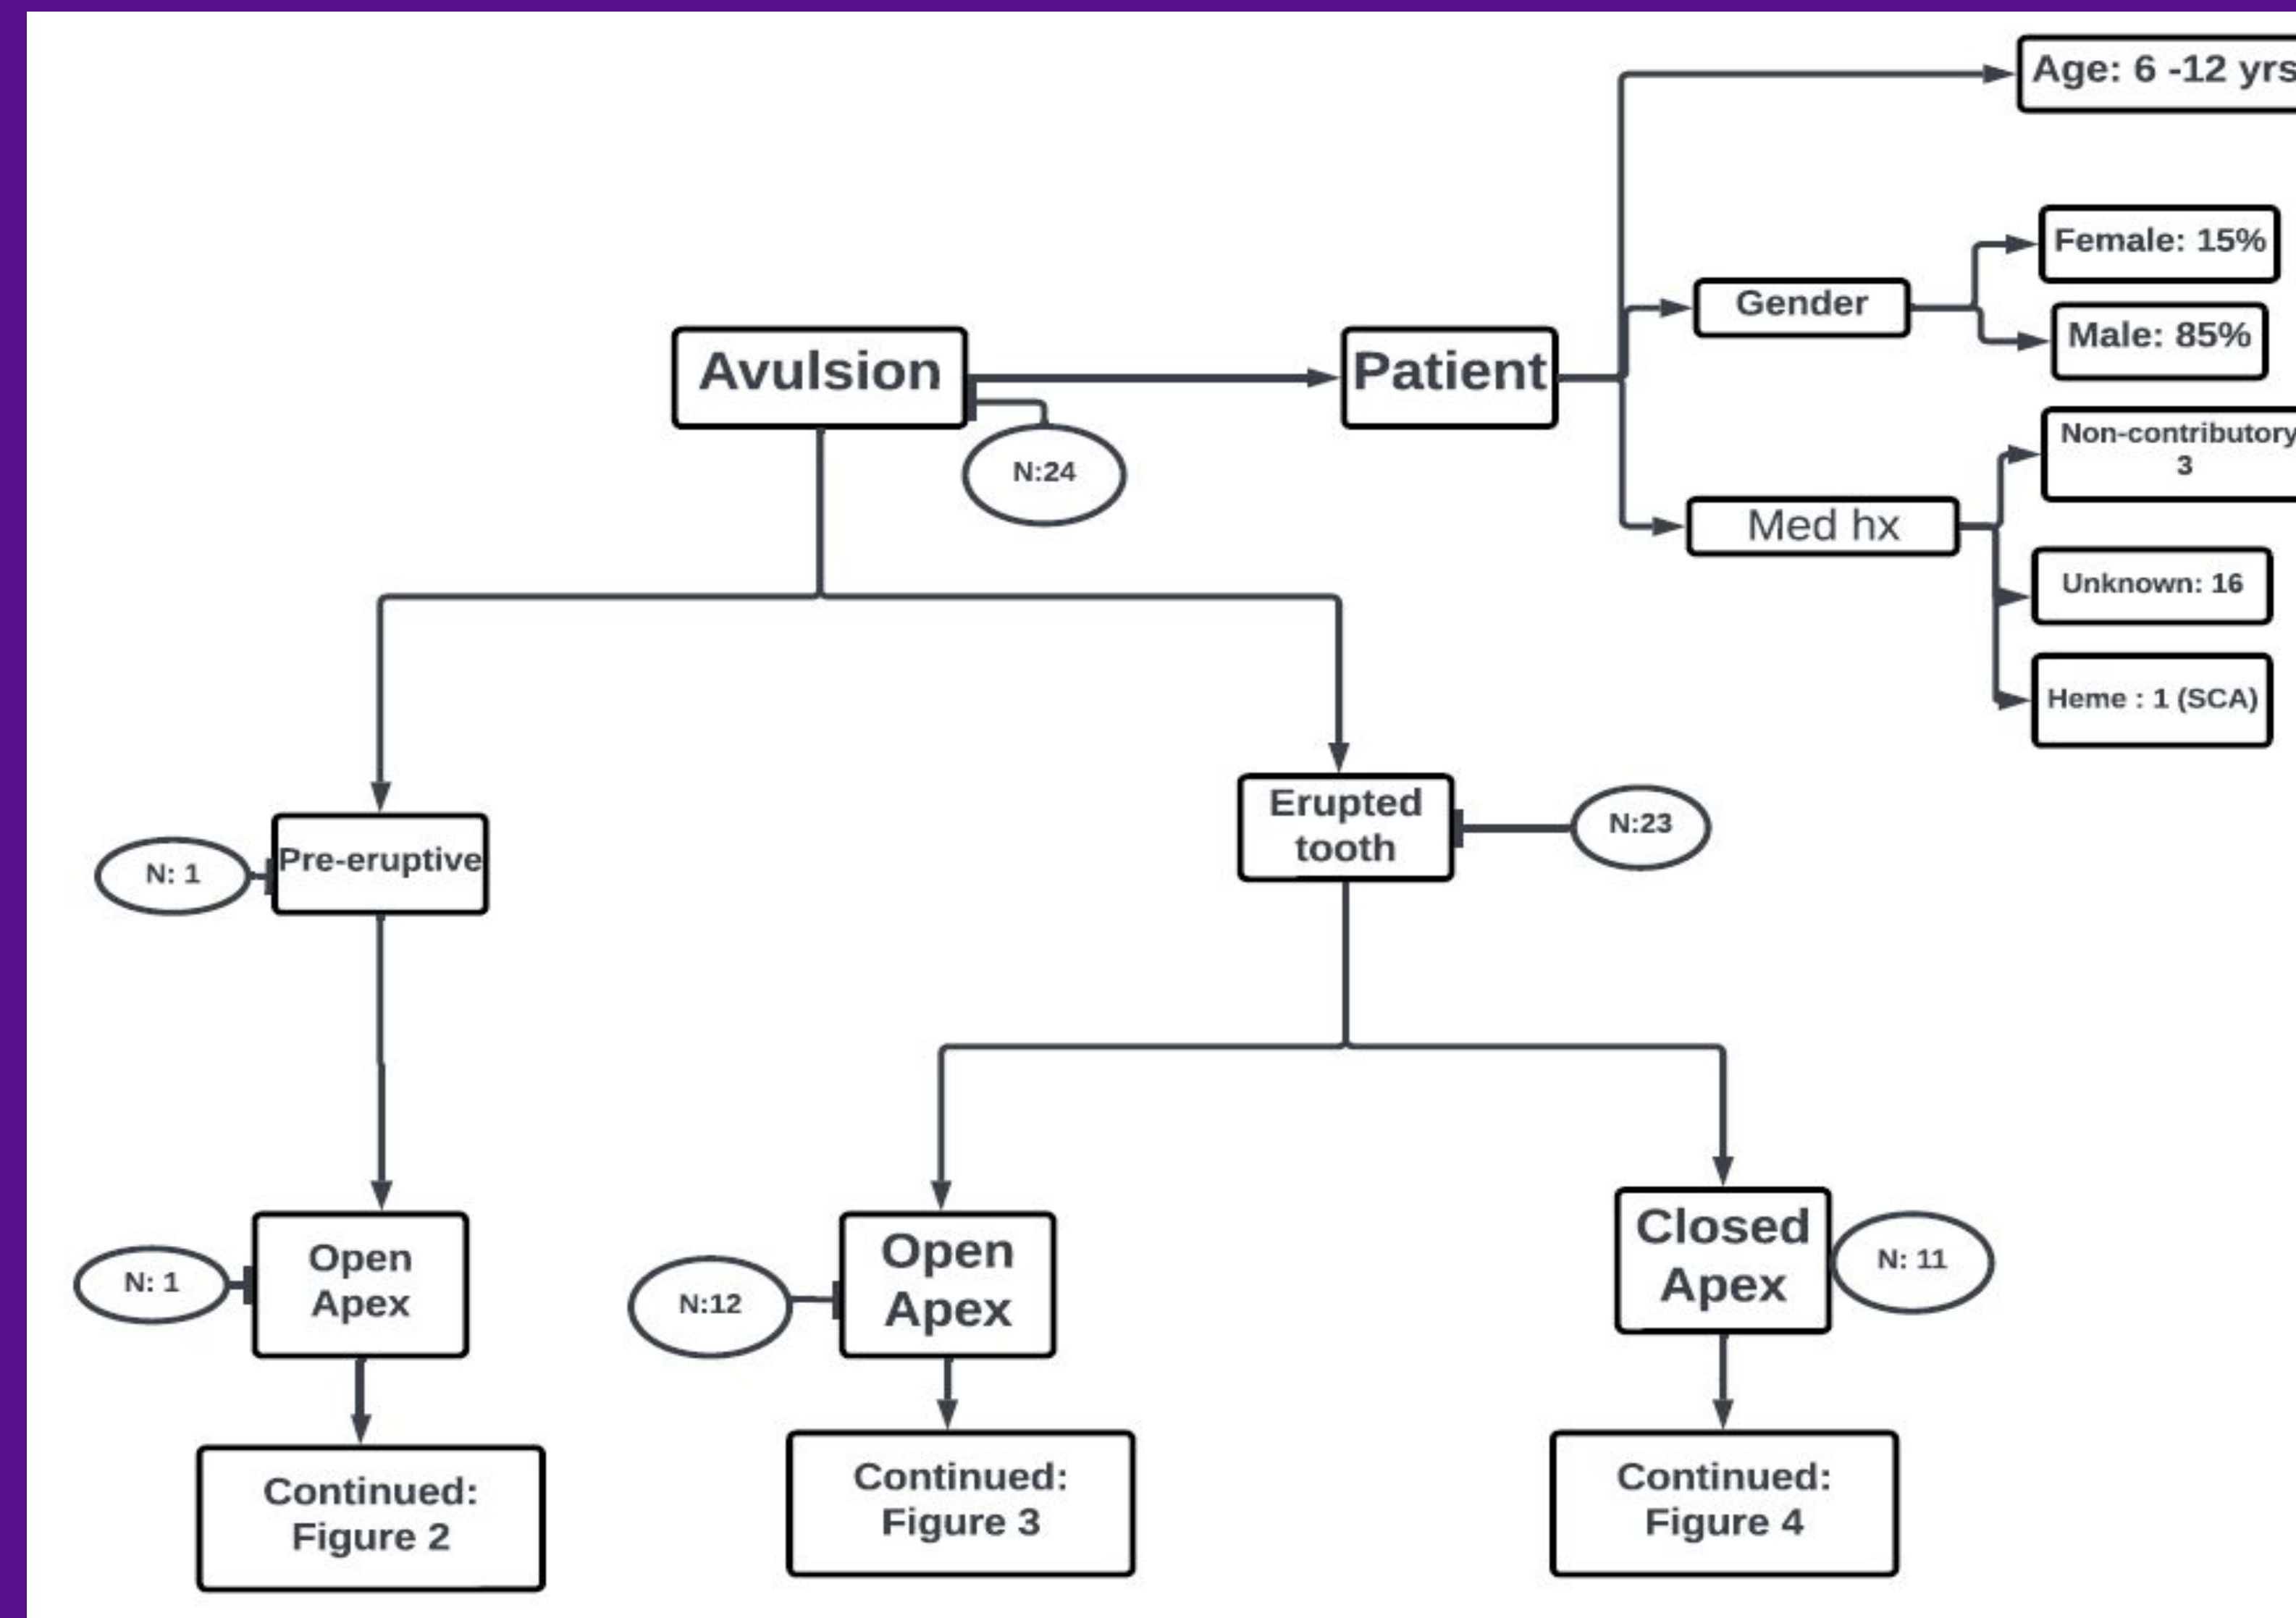 Age: 6 -12 yrs
Female: 15%
Gender
Male: 85%
Avulsion
Patient
Non-contributory
3
N:24
Med hx
Unknown: 16
Heme : 1 (SCA)
Erupted
tooth
N:23
N: 1
Pre-eruptive
Open
Apex
N: 1
Open
Apex
N:12
Closed
Apex
N: 11
Continued:
Figure 2
Continued:
Figure 3
Continued:
Figure 4